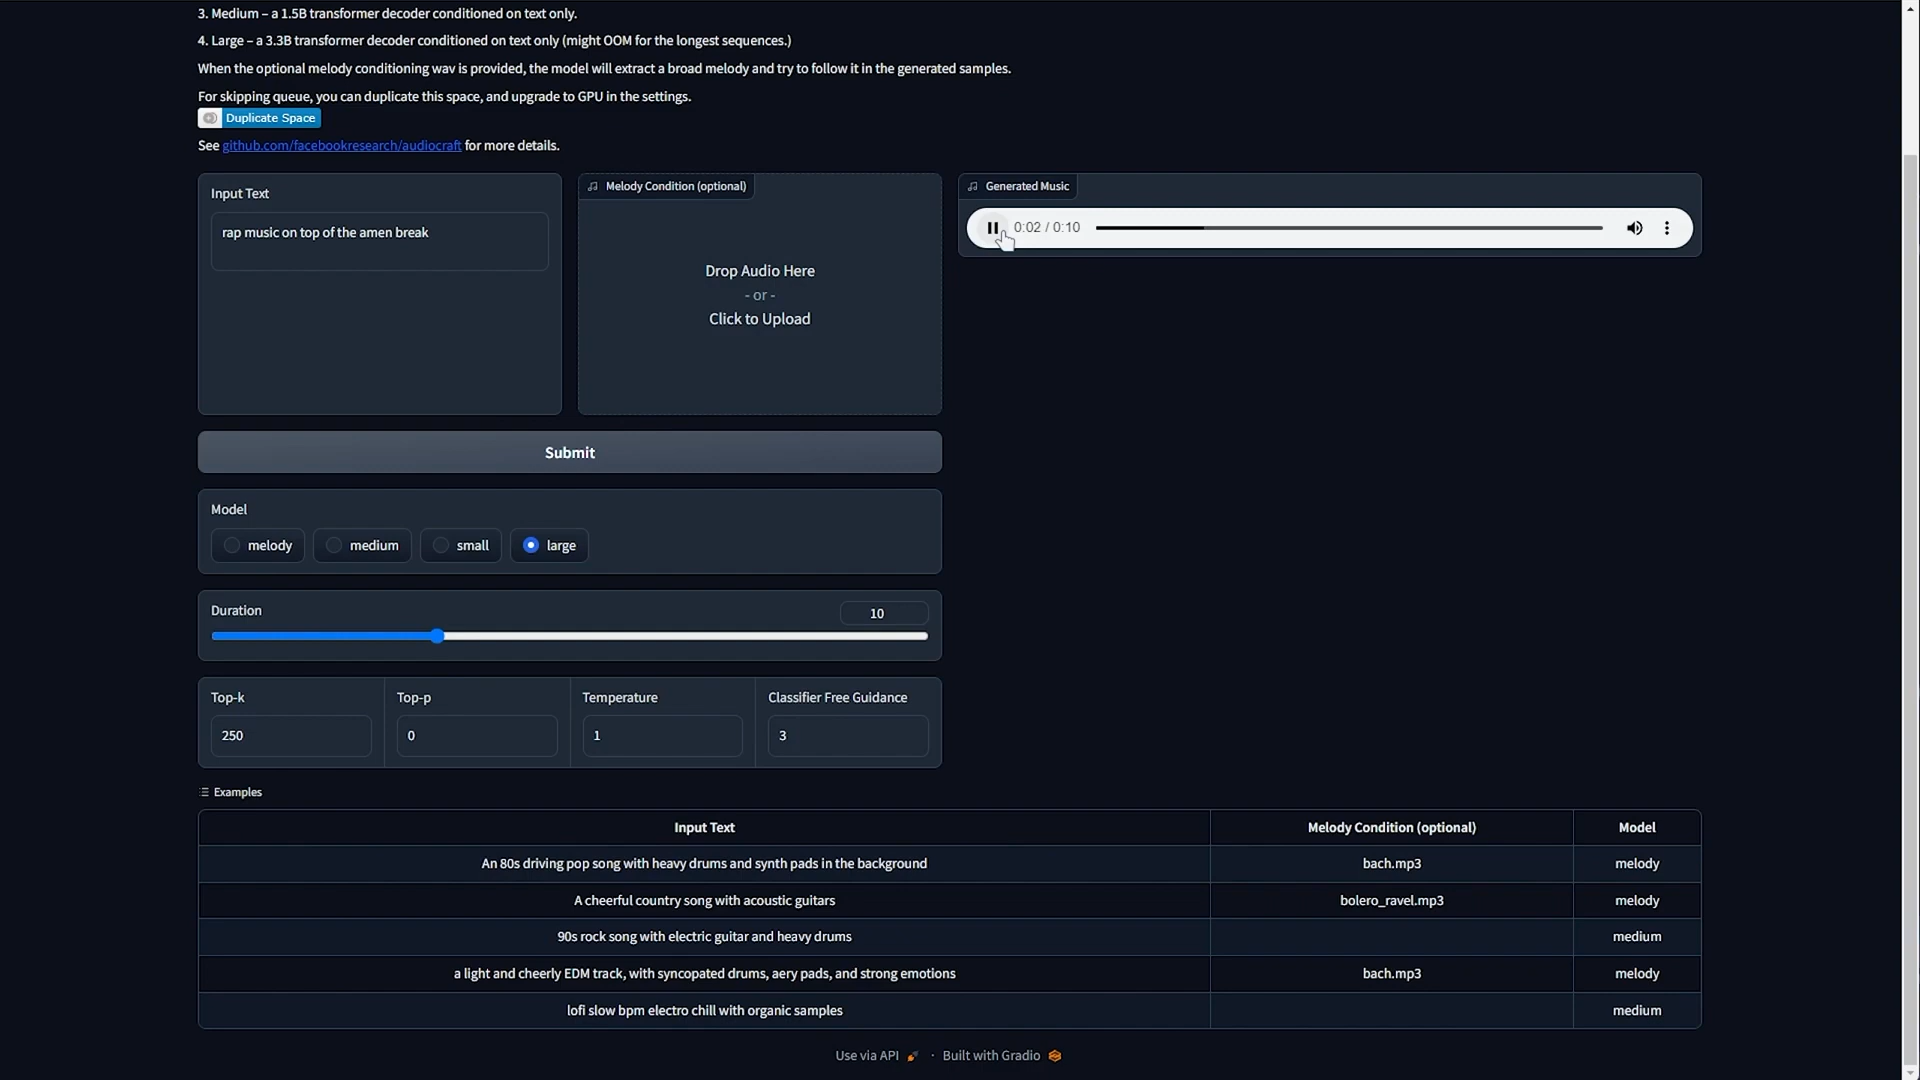 3. Medium – a 1.5B transformer decoder conditioned on text only.
4. Large – a 3.3B transformer decoder conditioned on text only (might OOM for the longest sequences.)
When the optional melody conditioning wav is provided, the model will extract a broad melody and try to follow it in the generated samples.
For skipping queue, you can duplicate this space, and upgrade to GPU in the settings.
Duplicate Space
See github.com/facebookresearch/audiocraft for more details.
Input Text
rap music on top of the amen break
Melody Condition (optional)
Drop Audio Here
- or -
Click to Upload
Generated Music
0:02 / 0:10
Submit
Model
melody medium small large
Duration 10
Top-k Top-p Temperature Classifier Free Guidance
250 0 1 3
Examples
Input Text Melody Condition (optional) Model
An 80s driving pop song with heavy drums and synth pads in the background bach.mp3 melody
A cheerful country song with acoustic guitars bolero_ravel.mp3 melody
90s rock song with electric guitar and heavy drums medium
a light and cheerly EDM track, with syncopated drums, aery pads, and strong emotions bach.mp3 melody
lofi slow bpm electro chill with organic samples medium
Use via API · Built with Gradio